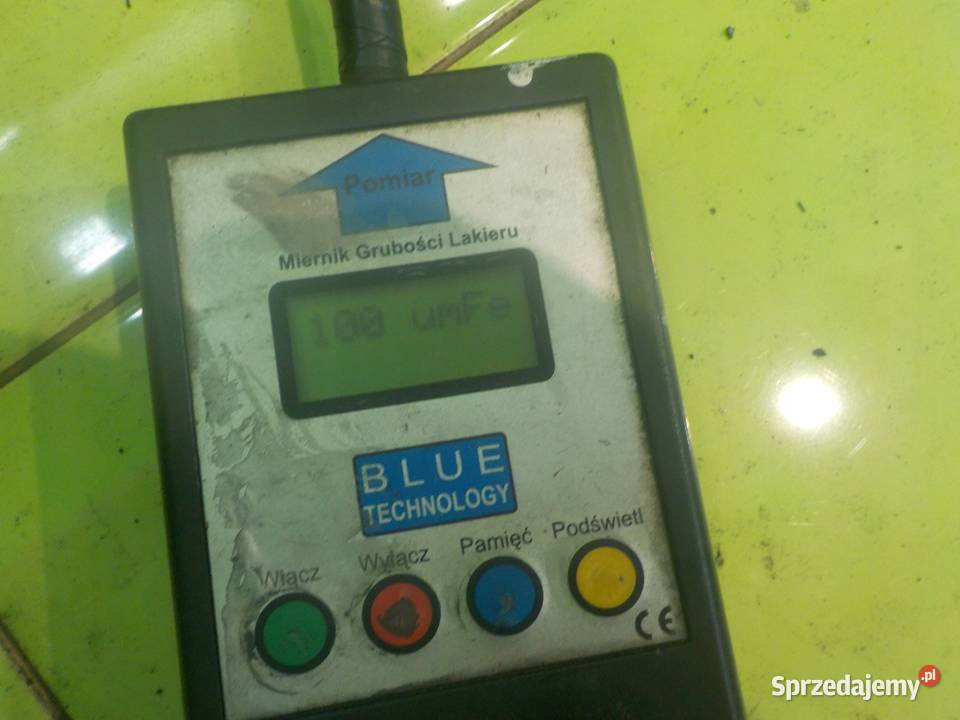 Pomiar
Miernik Grubości Lakieru
100 umFe
BLUE
TECHNOLOGY
Włącz Wyłącz Pamięć Podświetl
CE
Sprzedajemy.pl